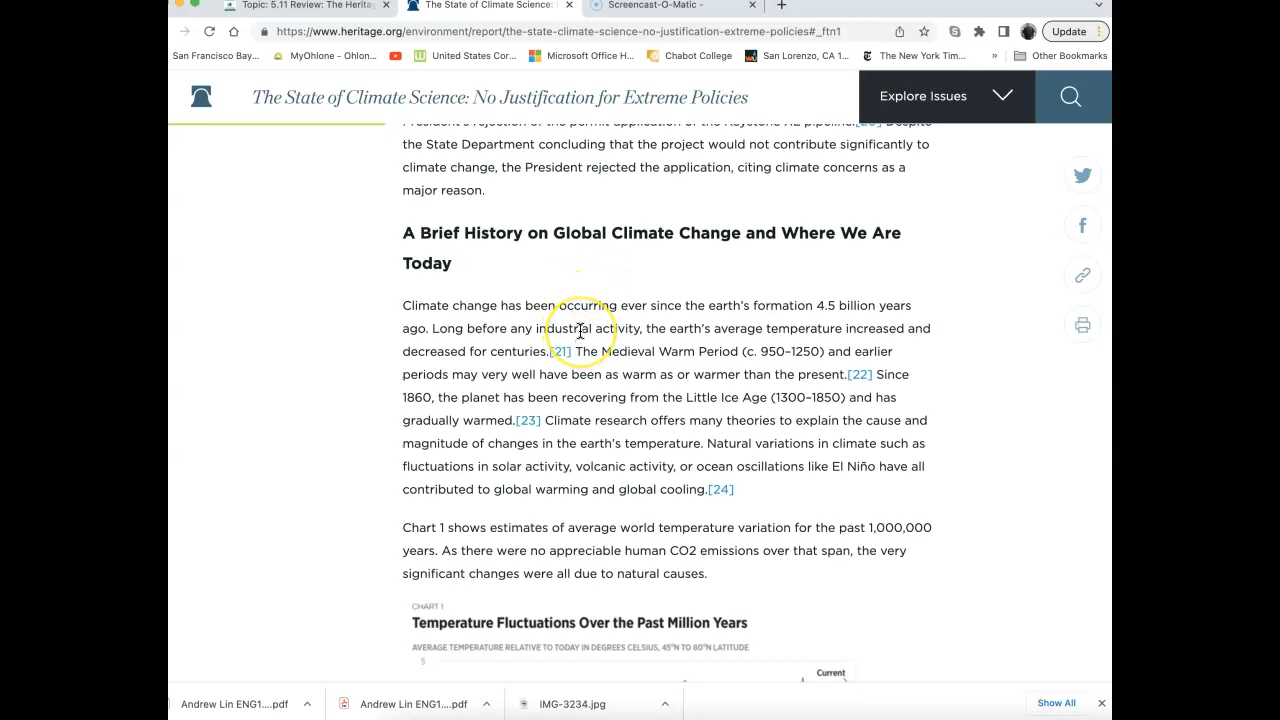 Topic: 5.11 Review: The Heritag
The State of Climate Science:
Screencast-O-Matic -
https://www.heritage.org/environment/report/the-state-climate-science-no-justification-extreme-policies#_ftn1
Update
San Francisco Bay...
MyOhlone - Ohlon...
United States Cor...
Microsoft Office H...
Chabot College
San Lorenzo, CA 1...
The New York Tim...
»
Other Bookmarks
The State of Climate Science: No Justification for Extreme Policies
Explore Issues
President's rejection of the permit application of the Keystone XL pipeline.[20] Despite
the State Department concluding that the project would not contribute significantly to
climate change, the President rejected the application, citing climate concerns as a
major reason.
A Brief History on Global Climate Change and Where We Are
Today
Climate change has been occurring ever since the earth's formation 4.5 billion years
ago. Long before any industrial activity, the earth's average temperature increased and
decreased for centuries.[21] The Medieval Warm Period (c. 950–1250) and earlier
periods may very well have been as warm as or warmer than the present.[22] Since
1860, the planet has been recovering from the Little Ice Age (1300–1850) and has
gradually warmed.[23] Climate research offers many theories to explain the cause and
magnitude of changes in the earth's temperature. Natural variations in climate such as
fluctuations in solar activity, volcanic activity, or ocean oscillations like El Niño have all
contributed to global warming and global cooling.[24]
Chart 1 shows estimates of average world temperature variation for the past 1,000,000
years. As there were no appreciable human CO2 emissions over that span, the very
significant changes were all due to natural causes.
CHART 1
Temperature Fluctuations Over the Past Million Years
AVERAGE TEMPERATURE RELATIVE TO TODAY IN DEGREES CELSIUS, 45°N TO 80°N LATITUDE
5
Current
Andrew Lin ENG1....pdf
Andrew Lin ENG1....pdf
IMG-3234.jpg
Show All